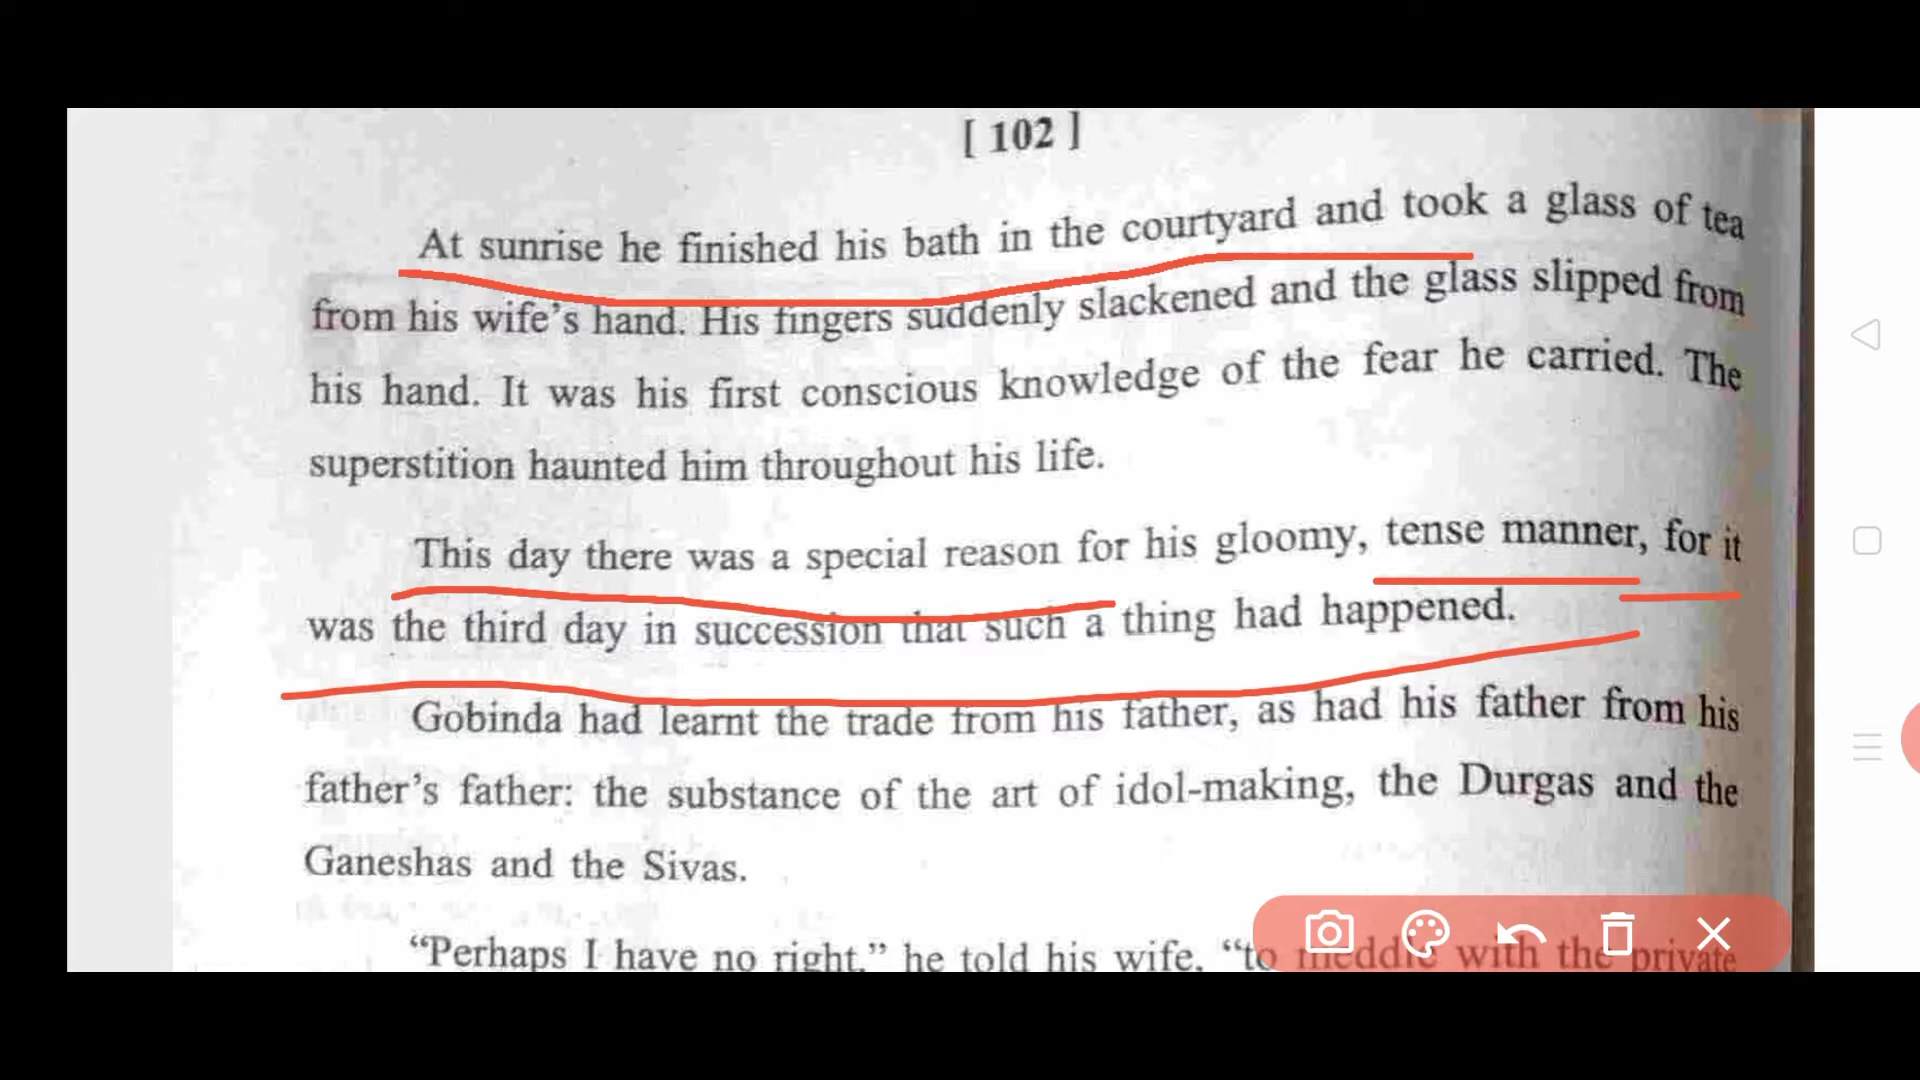 [ 102 ]
At sunrise he finished his bath in the courtyard and took a glass of tea
from his wife’s hand. His fingers suddenly slackened and the glass slipped from
his hand. It was his first conscious knowledge of the fear he carried. The
superstition haunted him throughout his life.
This day there was a special reason for his gloomy, tense manner, for it
was the third day in succession that such a thing had happened.
Gobinda had learnt the trade from his father, as had his father from his
father’s father: the substance of the art of idol-making, the Durgas and the
Ganeshas and the Sivas.
“Perhaps I have no right,” he told his wife, “to meddle with the private